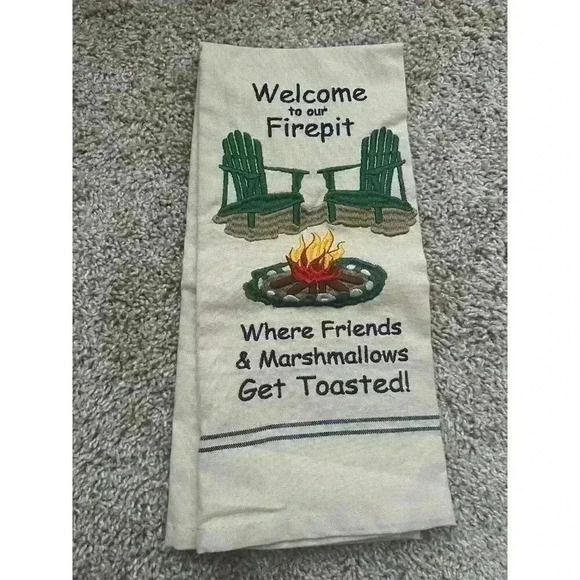 Welcome
to our
Firepit
Where Friends
& Marshmallows
Get Toasted!